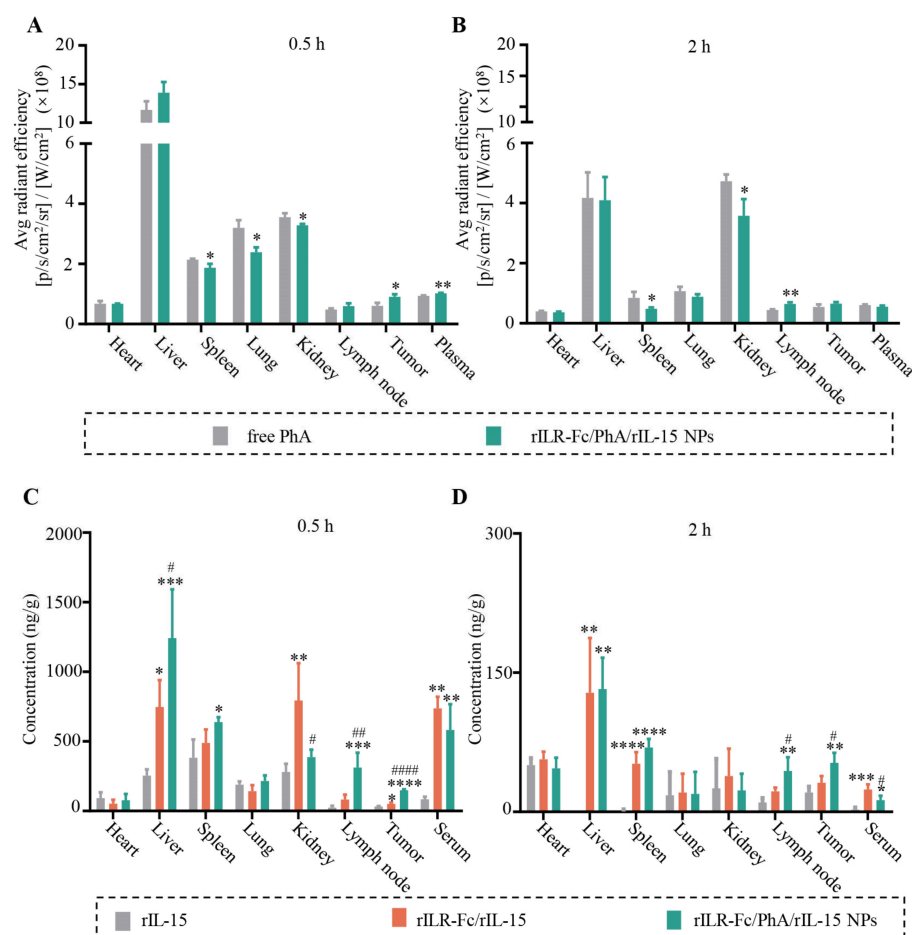 A
0.5 h
Avg radiant efficiency
[p/s/cm²/sr] / [W/cm²] (×10⁸)
20
15
10
6
4
2
0
*
*
*
*
**
Heart
Liver
Spleen
Lung
Kidney
Lymph node
Tumor
Plasma
B
2 h
Avg radiant efficiency
[p/s/cm²/sr] / [W/cm²] (×10⁸)
20
15
10
6
4
2
0
*
*
**
Heart
Liver
Spleen
Lung
Kidney
Lymph node
Tumor
Plasma
free PhA
rILR-Fc/PhA/rIL-15 NPs
C
0.5 h
Concentration (ng/g)
2000
1500
1000
500
0
*
#
***
*
**
#
##
***
*
####
****
**
**
Heart
Liver
Spleen
Lung
Kidney
Lymph node
Tumor
Serum
D
2 h
Concentration (ng/g)
300
150
0
**
**
****
****
#
**
#
**
***
#
*
Heart
Liver
Spleen
Lung
Kidney
Lymph node
Tumor
Serum
rIL-15
rILR-Fc/rIL-15
rILR-Fc/PhA/rIL-15 NPs